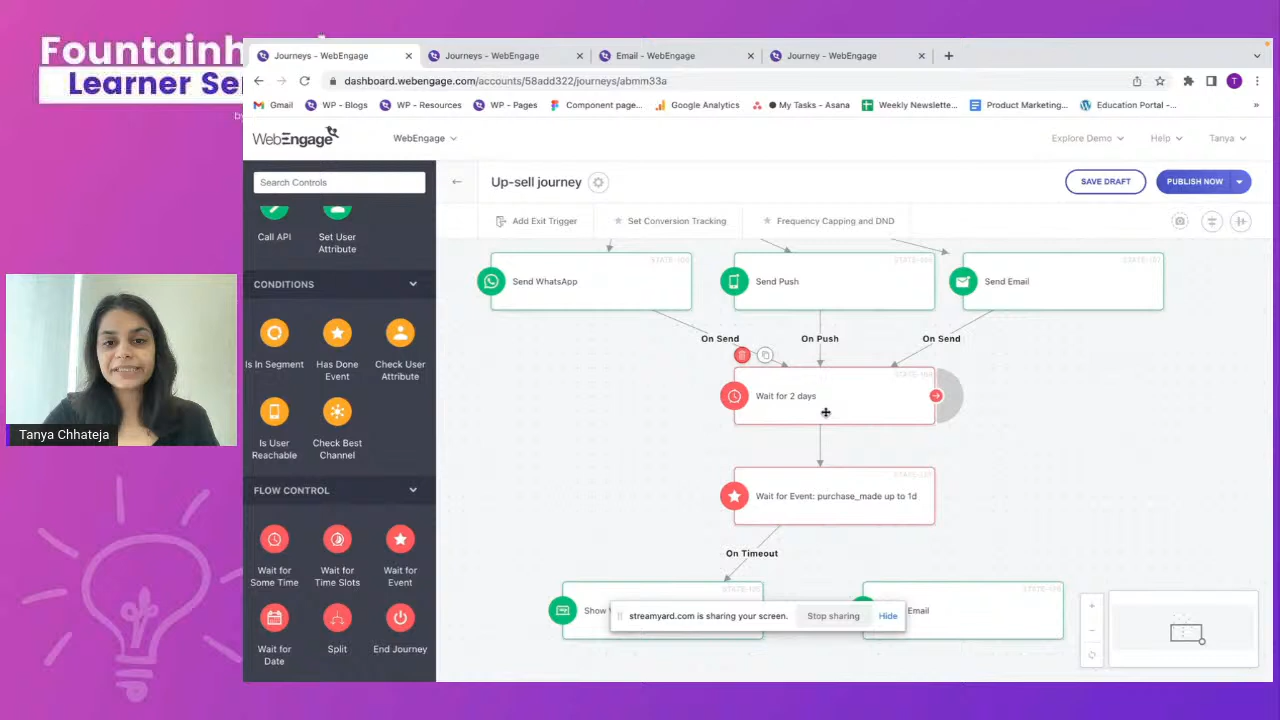 Fountainh
Learner Se
by
Journeys - WebEngage
Journeys - WebEngage
Email - WebEngage
Journey - WebEngage
dashboard.webengage.com/accounts/58add322/journeys/abmm33a
T
Gmail
WP - Blogs
WP - Resources
WP - Pages
Component page...
Google Analytics
My Tasks - Asana
Weekly Newslette...
Product Marketing...
Education Portal -...
WebEngage
WebEngage
Explore Demo
Help
Tanya
Search Controls
Up-sell journey
SAVE DRAFT
PUBLISH NOW
Add Exit Trigger
Set Conversion Tracking
Frequency Capping and DND
Call API
Set User
Attribute
CONDITIONS
Is In Segment
Has Done
Event
Check User
Attribute
Is User
Reachable
Check Best
Channel
FLOW CONTROL
Wait for
Some Time
Wait for
Time Slots
Wait for
Event
Wait for
Date
Split
End Journey
Send WhatsApp
Send Push
Send Email
On Send
On Push
On Send
Wait for 2 days
Wait for Event: purchase_made up to 1d
On Timeout
Show
Email
streamyard.com is sharing your screen.
Stop sharing
Hide
Tanya Chhateja